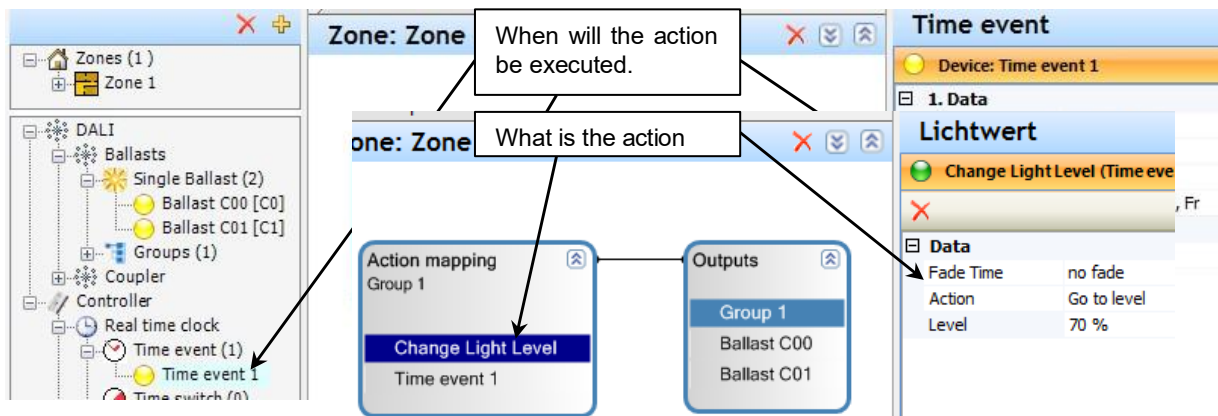 Zones (1 )
Zone 1
DALI
Ballasts
Single Ballast (2)
Ballast C00 [C0]
Ballast C01 [C1]
Groups (1)
Coupler
Controller
Real time clock
Time event (1)
Time event 1
Time switch (0)
Zone: Zone
When will the action
be executed.
one: Zone
What is the action
Action mapping
Group 1
Change Light Level
Time event 1
Outputs
Group 1
Ballast C00
Ballast C01
Time event
Device: Time event 1
1. Data
Lichtwert
Change Light Level (Time eve
, Fr
Data
Fade Time no fade
Action Go to level
Level 70 %